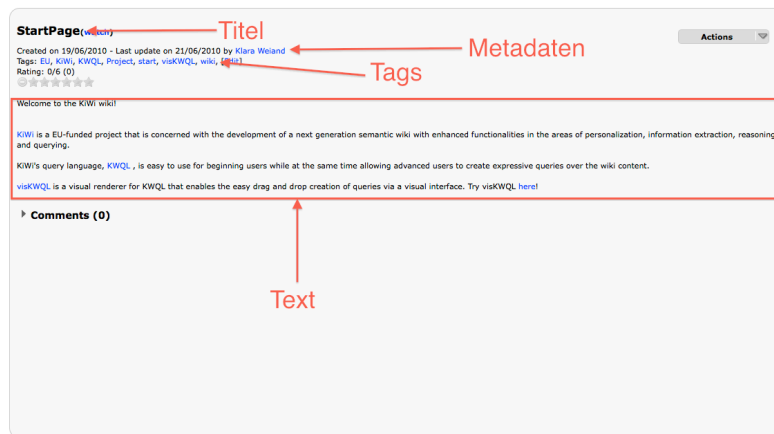 StartPage(watch) Titel
Actions
Created on 19/06/2010 - Last update on 21/06/2010 by Klara Weiand Metadaten
Tags: EU, KiWi, KWQL, Project, start, visKWQL, wiki, [Edit] Tags
Rating: 0/6 (0)
Welcome to the KiWi wiki!
KiWi is a EU-funded project that is concerned with the development of a next generation semantic wiki with enhanced functionalities in the areas of personalization, information extraction, reasoning
and querying.
KiWi's query language, KWQL , is easy to use for beginning users while at the same time allowing advanced users to create expressive queries over the wiki content.
visKWQL is a visual renderer for KWQL that enables the easy drag and drop creation of queries via a visual interface. Try visKWQL here!
Comments (0)
Text